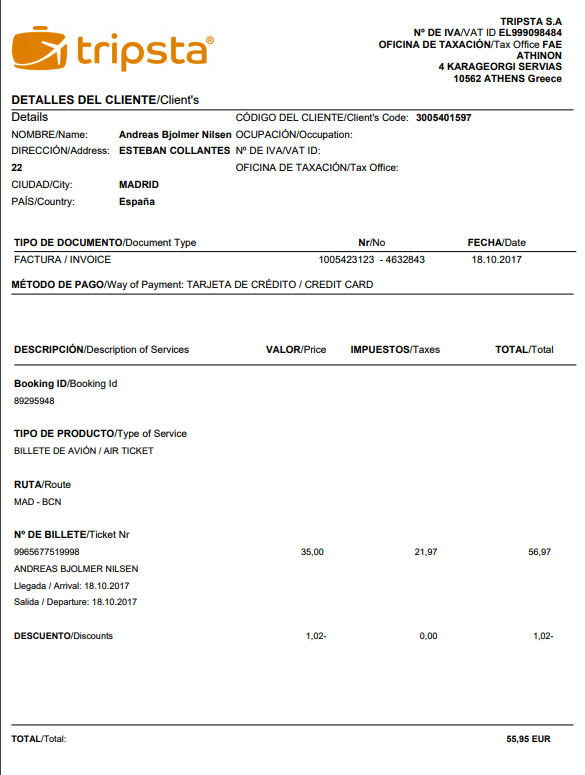 tripsta®
TRIPSTA S.A
Nº DE IVA/VAT ID EL999098484
OFICINA DE TAXACIÓN/Tax Office FAE
ATHINON
4 KARAGEORGI SERVIAS
10562 ATHENS Greece
DETALLES DEL CLIENTE/Client's
Details CÓDIGO DEL CLIENTE/Client's Code: 3005401597
NOMBRE/Name: Andreas Bjolmer Nilsen OCUPACIÓN/Occupation:
DIRECCIÓN/Address: ESTEBAN COLLANTES Nº DE IVA/VAT ID:
22 OFICINA DE TAXACIÓN/Tax Office:
CIUDAD/City: MADRID
PAÍS/Country: España
TIPO DE DOCUMENTO/Document Type Nr/No FECHA/Date
FACTURA / INVOICE 1005423123 - 4632843 18.10.2017
MÉTODO DE PAGO/Way of Payment: TARJETA DE CRÉDITO / CREDIT CARD
DESCRIPCIÓN/Description of Services VALOR/Price IMPUESTOS/Taxes TOTAL/Total
Booking ID/Booking Id
89295948
TIPO DE PRODUCTO/Type of Service
BILLETE DE AVIÓN / AIR TICKET
RUTA/Route
MAD - BCN
Nº DE BILLETE/Ticket Nr
9965677519998 35,00 21,97 56,97
ANDREAS BJOLMER NILSEN
Llegada / Arrival: 18.10.2017
Salida / Departure: 18.10.2017
DESCUENTO/Discounts 1,02- 0,00 1,02-
TOTAL/Total: 55,95 EUR